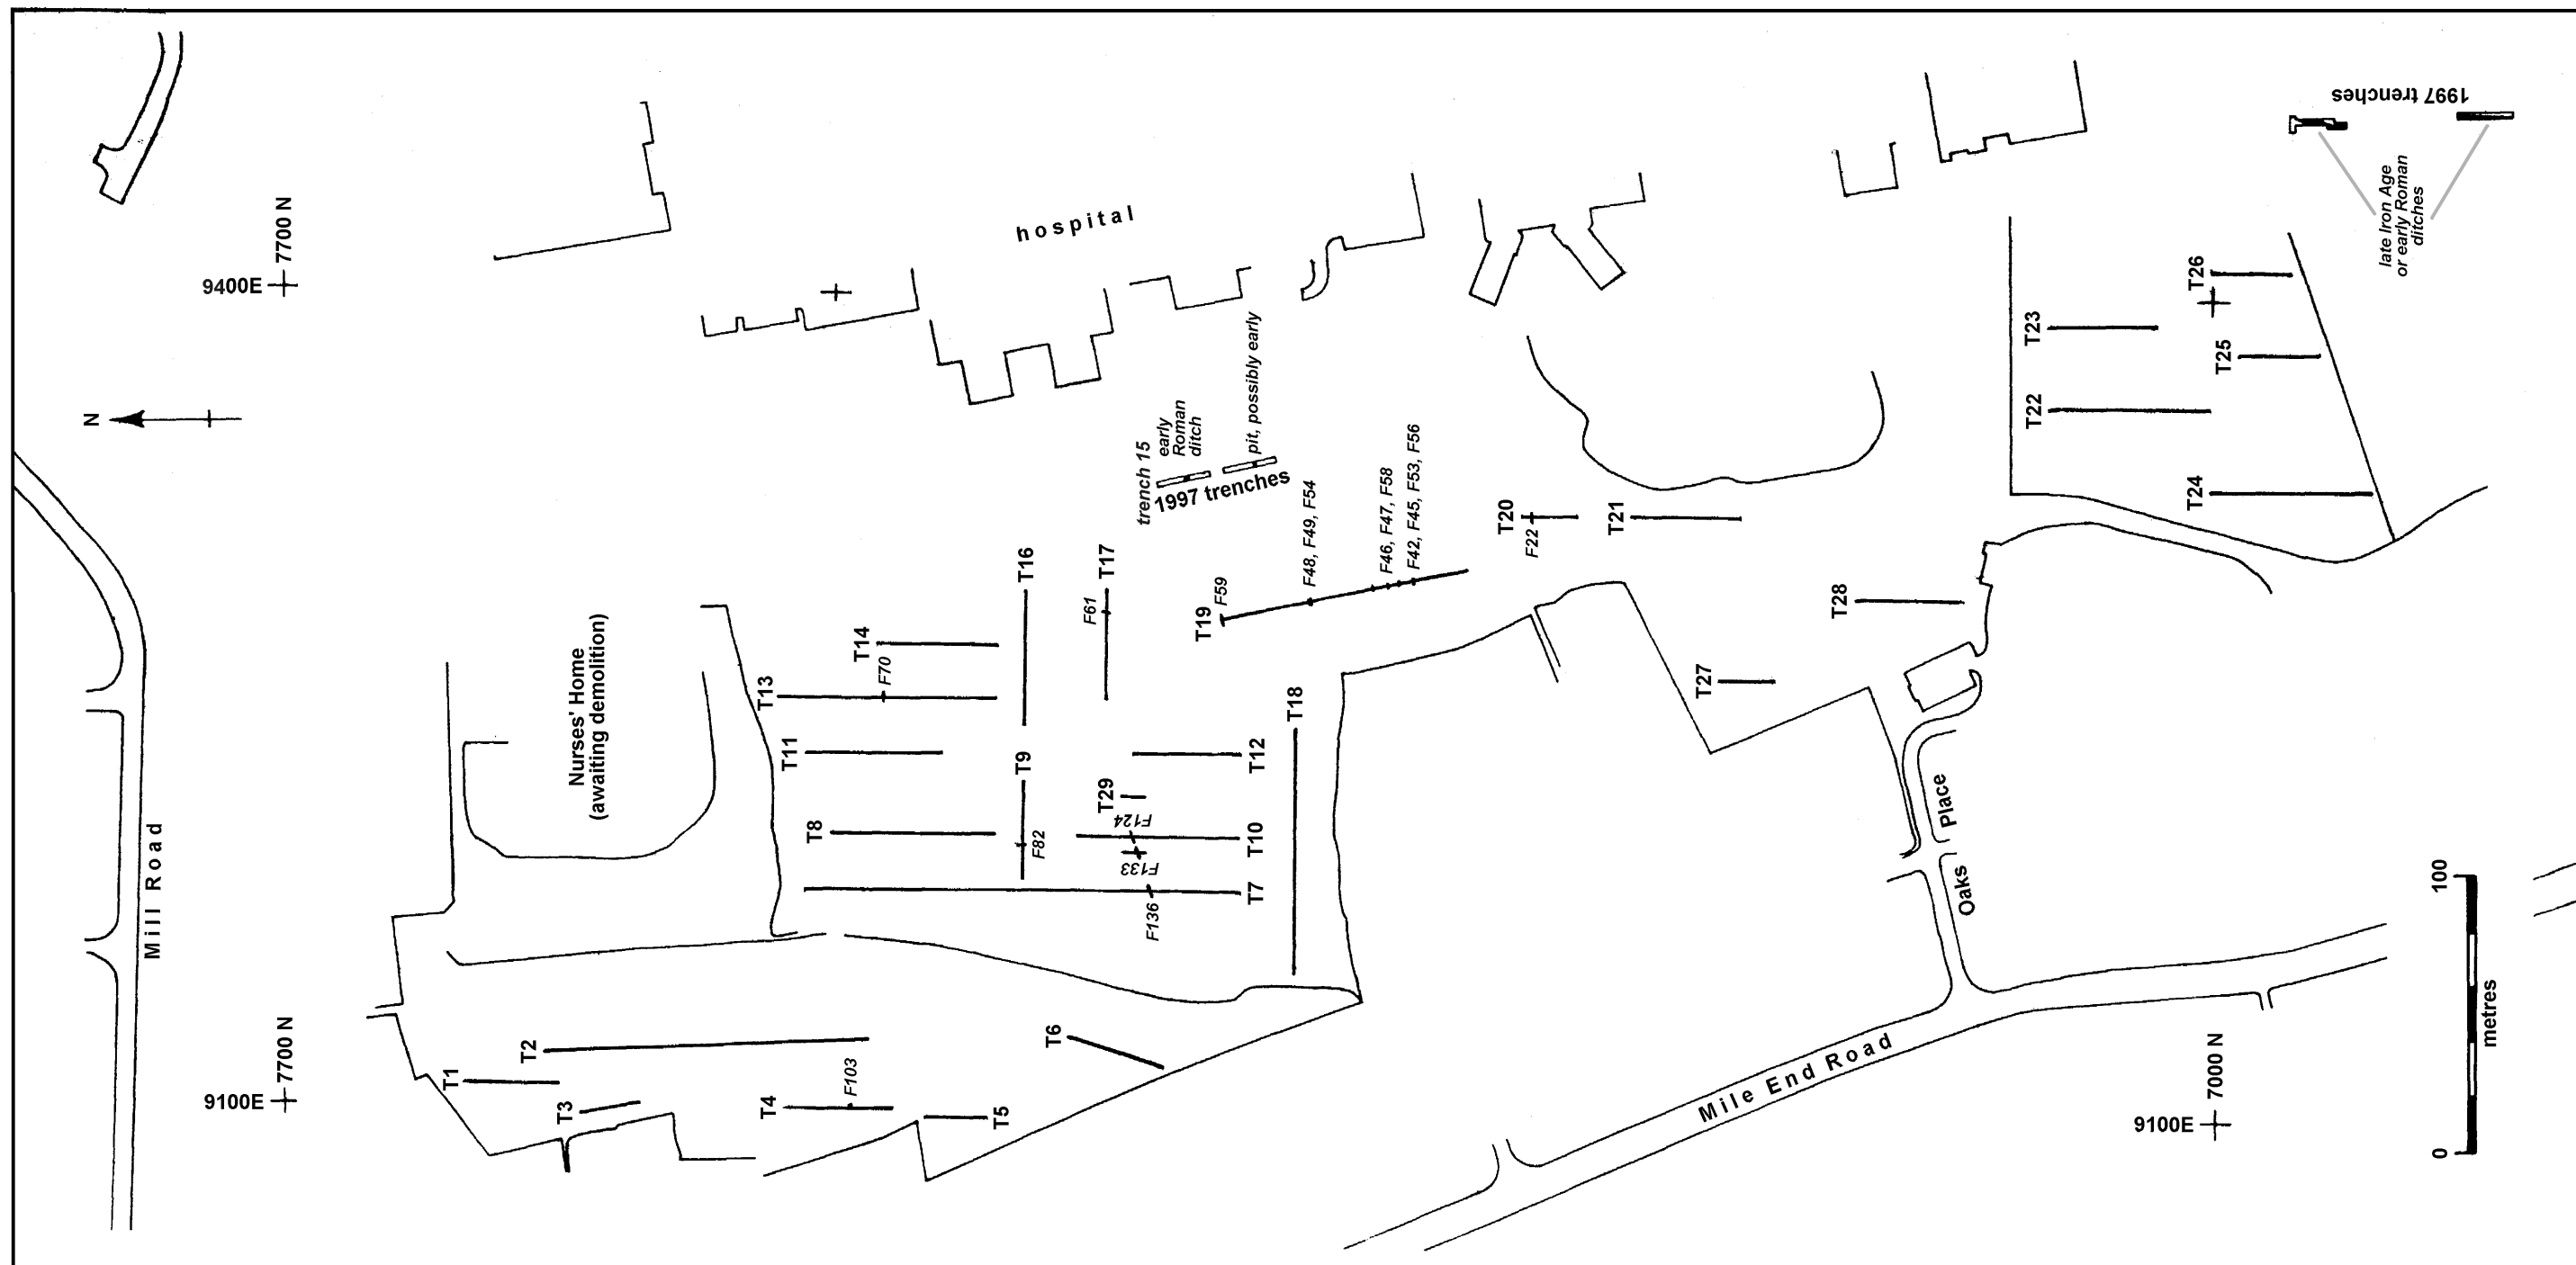 Mill Road
9400E
7700 N
N
hospital
Nurses' Home
(awaiting demolition)
9100E
7700 N
T1
T2
T3
T4
F103
T5
T6
T7
F136
T8
T9
F82
T10
F124
F133
T29
T11
T12
T13
F70
T14
T16
T17
F61
T18
T19
F59
F48, F49, F54
F46, F47, F58
F42, F45, F53, F56
trench 15
early
Roman
ditch
1997 trenches
pit, possibly early
T20
F22
T21
T22
T23
T24
T25
T26
T27
T28
1997 trenches
late Iron Age
or early Roman
ditches
Oaks Place
Mile End Road
9100E
7000 N
0
100
metres